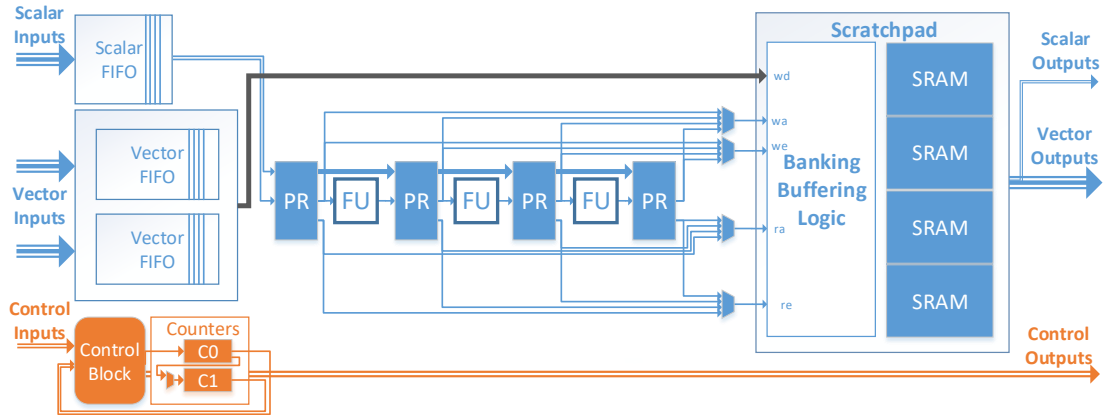 Scalar
Inputs
Scalar
FIFO
Scratchpad
Scalar
Outputs
wd
SRAM
wa
we
Vector
FIFO
SRAM
Vector
Outputs
Banking
Buffering
Logic
Vector
Inputs
PR
FU
PR
FU
PR
FU
PR
Vector
FIFO
ra
SRAM
re
SRAM
Control
Inputs
Control
Block
Counters
C0
C1
Control
Outputs